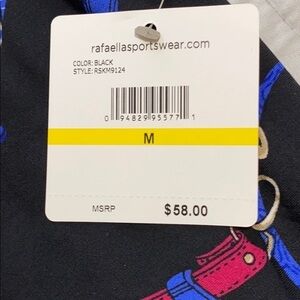 rafaellasportswear.com
COLOR: BLACK
STYLE: RSKM9124
0 94829 95577 1
M
MSRP $58.00